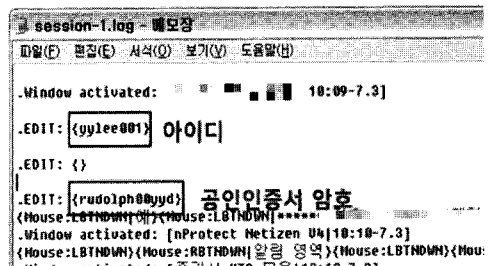 session-1.log - 메모장
파일(F) 편집(E) 서식(O) 보기(V) 도움말(H)
.Window activated: 10:09-7.3]
.EDIT: {yylee001} 아이디
.EDIT: {}
.EDIT: {rudolph00yyd} 공인인증서 암호
{Mouse:LBTNDWN|예}{Mouse:LBTNDWN|*****
.Window activated: [nProtect Netizen V4|10:10-7.3]
{Mouse:LBTNDWN}{Mouse:RBTNDWN|알림 영역}{Mouse:LBTNDWN}{Mou